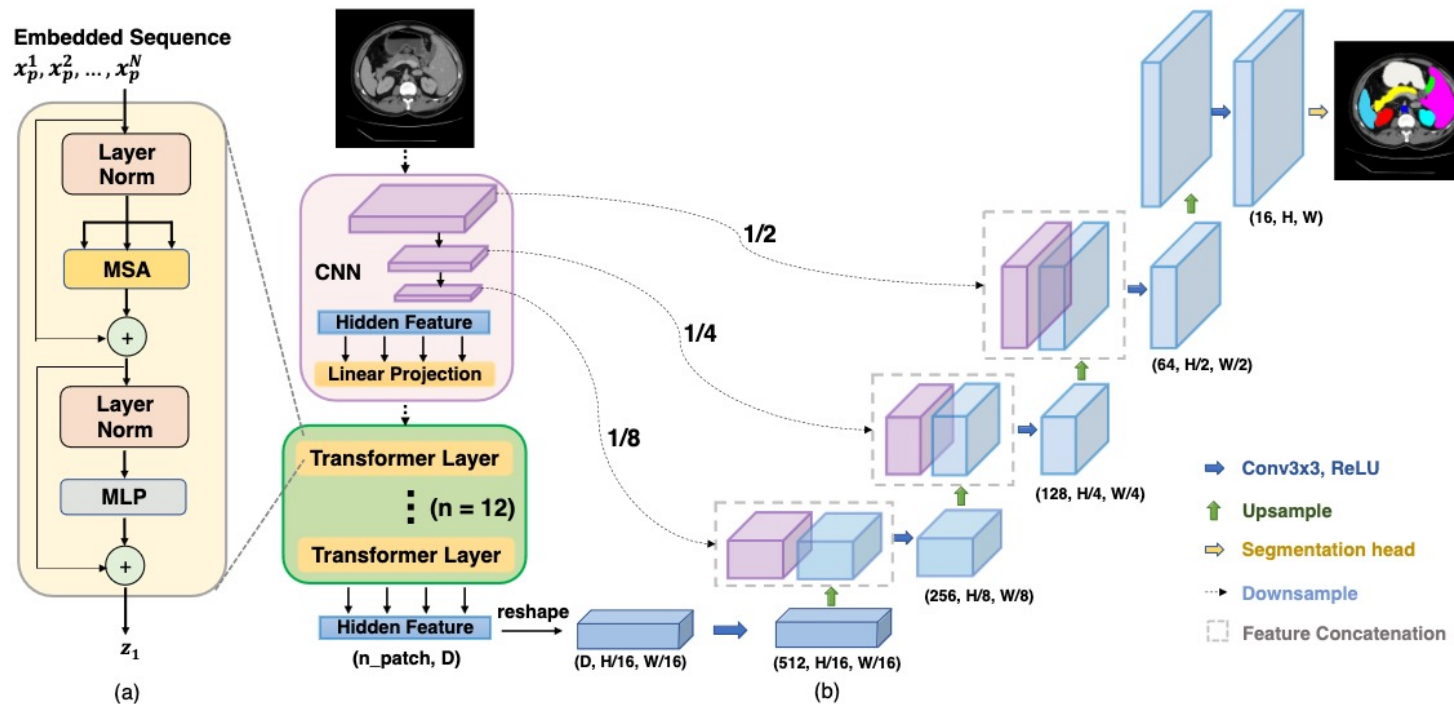 Embedded Sequence
x_p^1, x_p^2, ... , x_p^N
Layer
Norm
MSA
+
Layer
Norm
MLP
+
z_1
(a)
CNN
Hidden Feature
Linear Projection
Transformer Layer
(n = 12)
Transformer Layer
Hidden Feature
(n_patch, D)
reshape
(D, H/16, W/16)
(512, H/16, W/16)
(b)
1/2
1/4
1/8
(256, H/8, W/8)
(128, H/4, W/4)
(64, H/2, W/2)
(16, H, W)
Conv3x3, ReLU
Upsample
Segmentation head
Downsample
Feature Concatenation